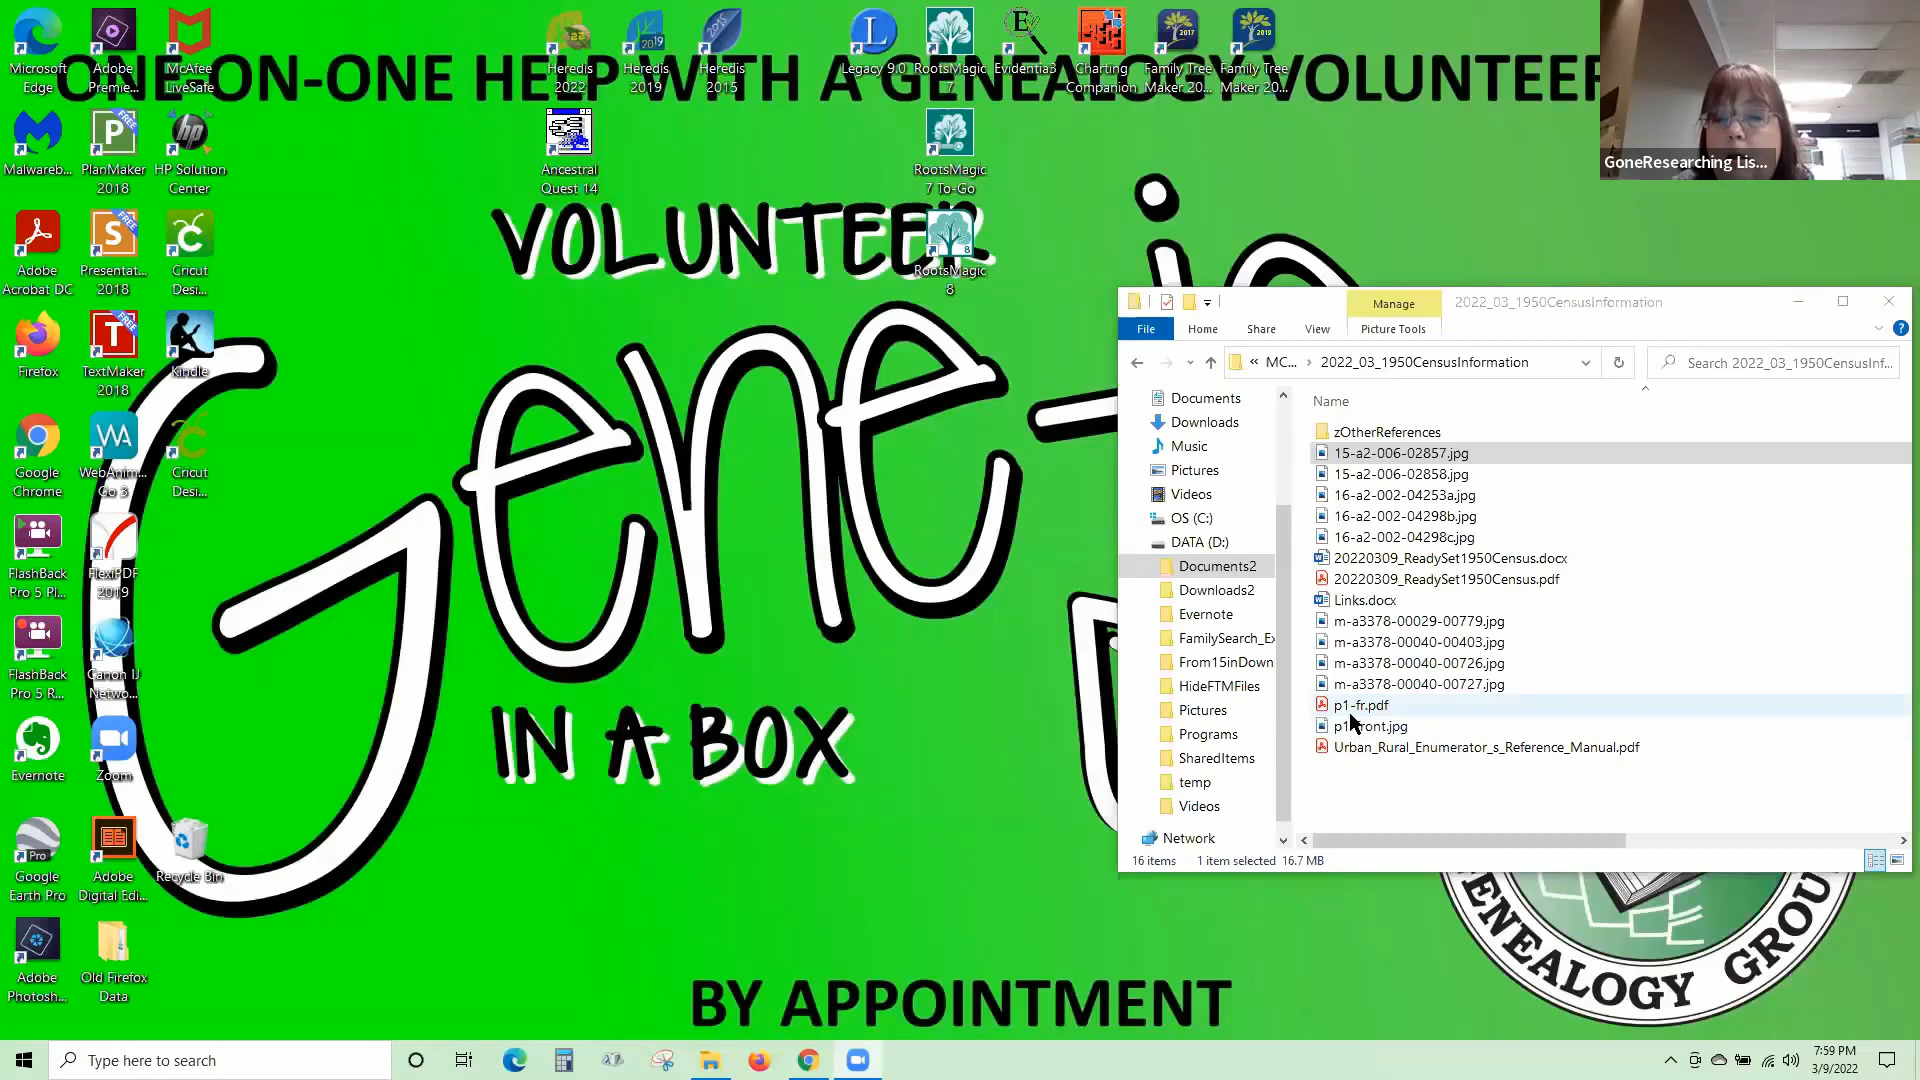 ONE-ON-ONE HELP WITH A GENEALOGY VOLUNTEER
VOLUNTEER
Gene-in
IN A BOX
BY APPOINTMENT
GENEALOGY GROUP
Microsoft Edge
Adobe Premie...
McAfee LiveSafe
Heredis 2022
Heredis 2019
Heredis 2015
Legacy 9.0
RootsMagic 7
Evidentia3
Charting Companion
Family Tree Maker 20...
Family Tree Maker 20...
Malwareb...
PlanMaker 2018
HP Solution Center
Ancestral Quest 14
RootsMagic 7 To-Go
Adobe Acrobat DC
Presentat... 2018
Cricut Desi...
RootsMagic 8
Firefox
TextMaker 2018
Kindle
Google Chrome
WebAnim... Go 3
Cricut Desi...
FlashBack Pro 5 Pl...
FlexiPDF 2019
FlashBack Pro 5 R...
Canon IJ Netwo...
Evernote
Zoom
Google Earth Pro
Adobe Digital Edi...
Recycle Bin
Adobe Photosh...
Old Firefox Data
GoneResearching Lis...
Manage
2022_03_1950CensusInformation
File
Home
Share
View
Picture Tools
« MC... › 2022_03_1950CensusInformation
Search 2022_03_1950CensusInf...
Documents
Downloads
Music
Pictures
Videos
OS (C:)
DATA (D:)
Documents2
Downloads2
Evernote
FamilySearch_Ex
From15inDown
HideFTMFiles
Pictures
Programs
SharedItems
temp
Videos
Network
Name
zOtherReferences
15-a2-006-02857.jpg
15-a2-006-02858.jpg
16-a2-002-04253a.jpg
16-a2-002-04298b.jpg
16-a2-002-04298c.jpg
20220309_ReadySet1950Census.docx
20220309_ReadySet1950Census.pdf
Links.docx
m-a3378-00029-00779.jpg
m-a3378-00040-00403.jpg
m-a3378-00040-00726.jpg
m-a3378-00040-00727.jpg
p1-fr.pdf
p1-front.jpg
Urban_Rural_Enumerator_s_Reference_Manual.pdf
16 items
1 item selected 16.7 MB
Type here to search
7:59 PM
3/9/2022